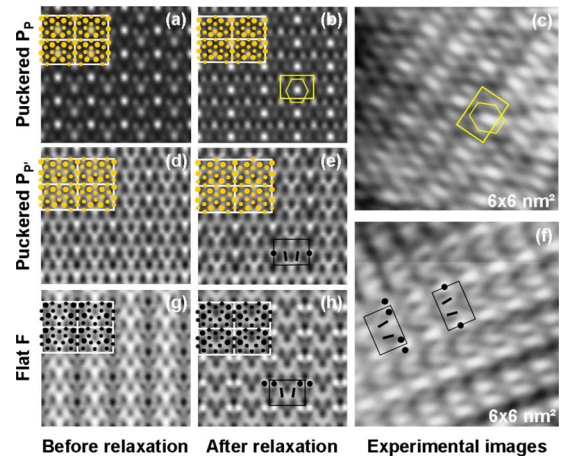 Puckered Pₚ
(a)
(b)
(c)
6x6 nm²
Puckered Pₚ'
(d)
(e)
(f)
6x6 nm²
Flat F
(g)
(h)
Before relaxation
After relaxation
Experimental images